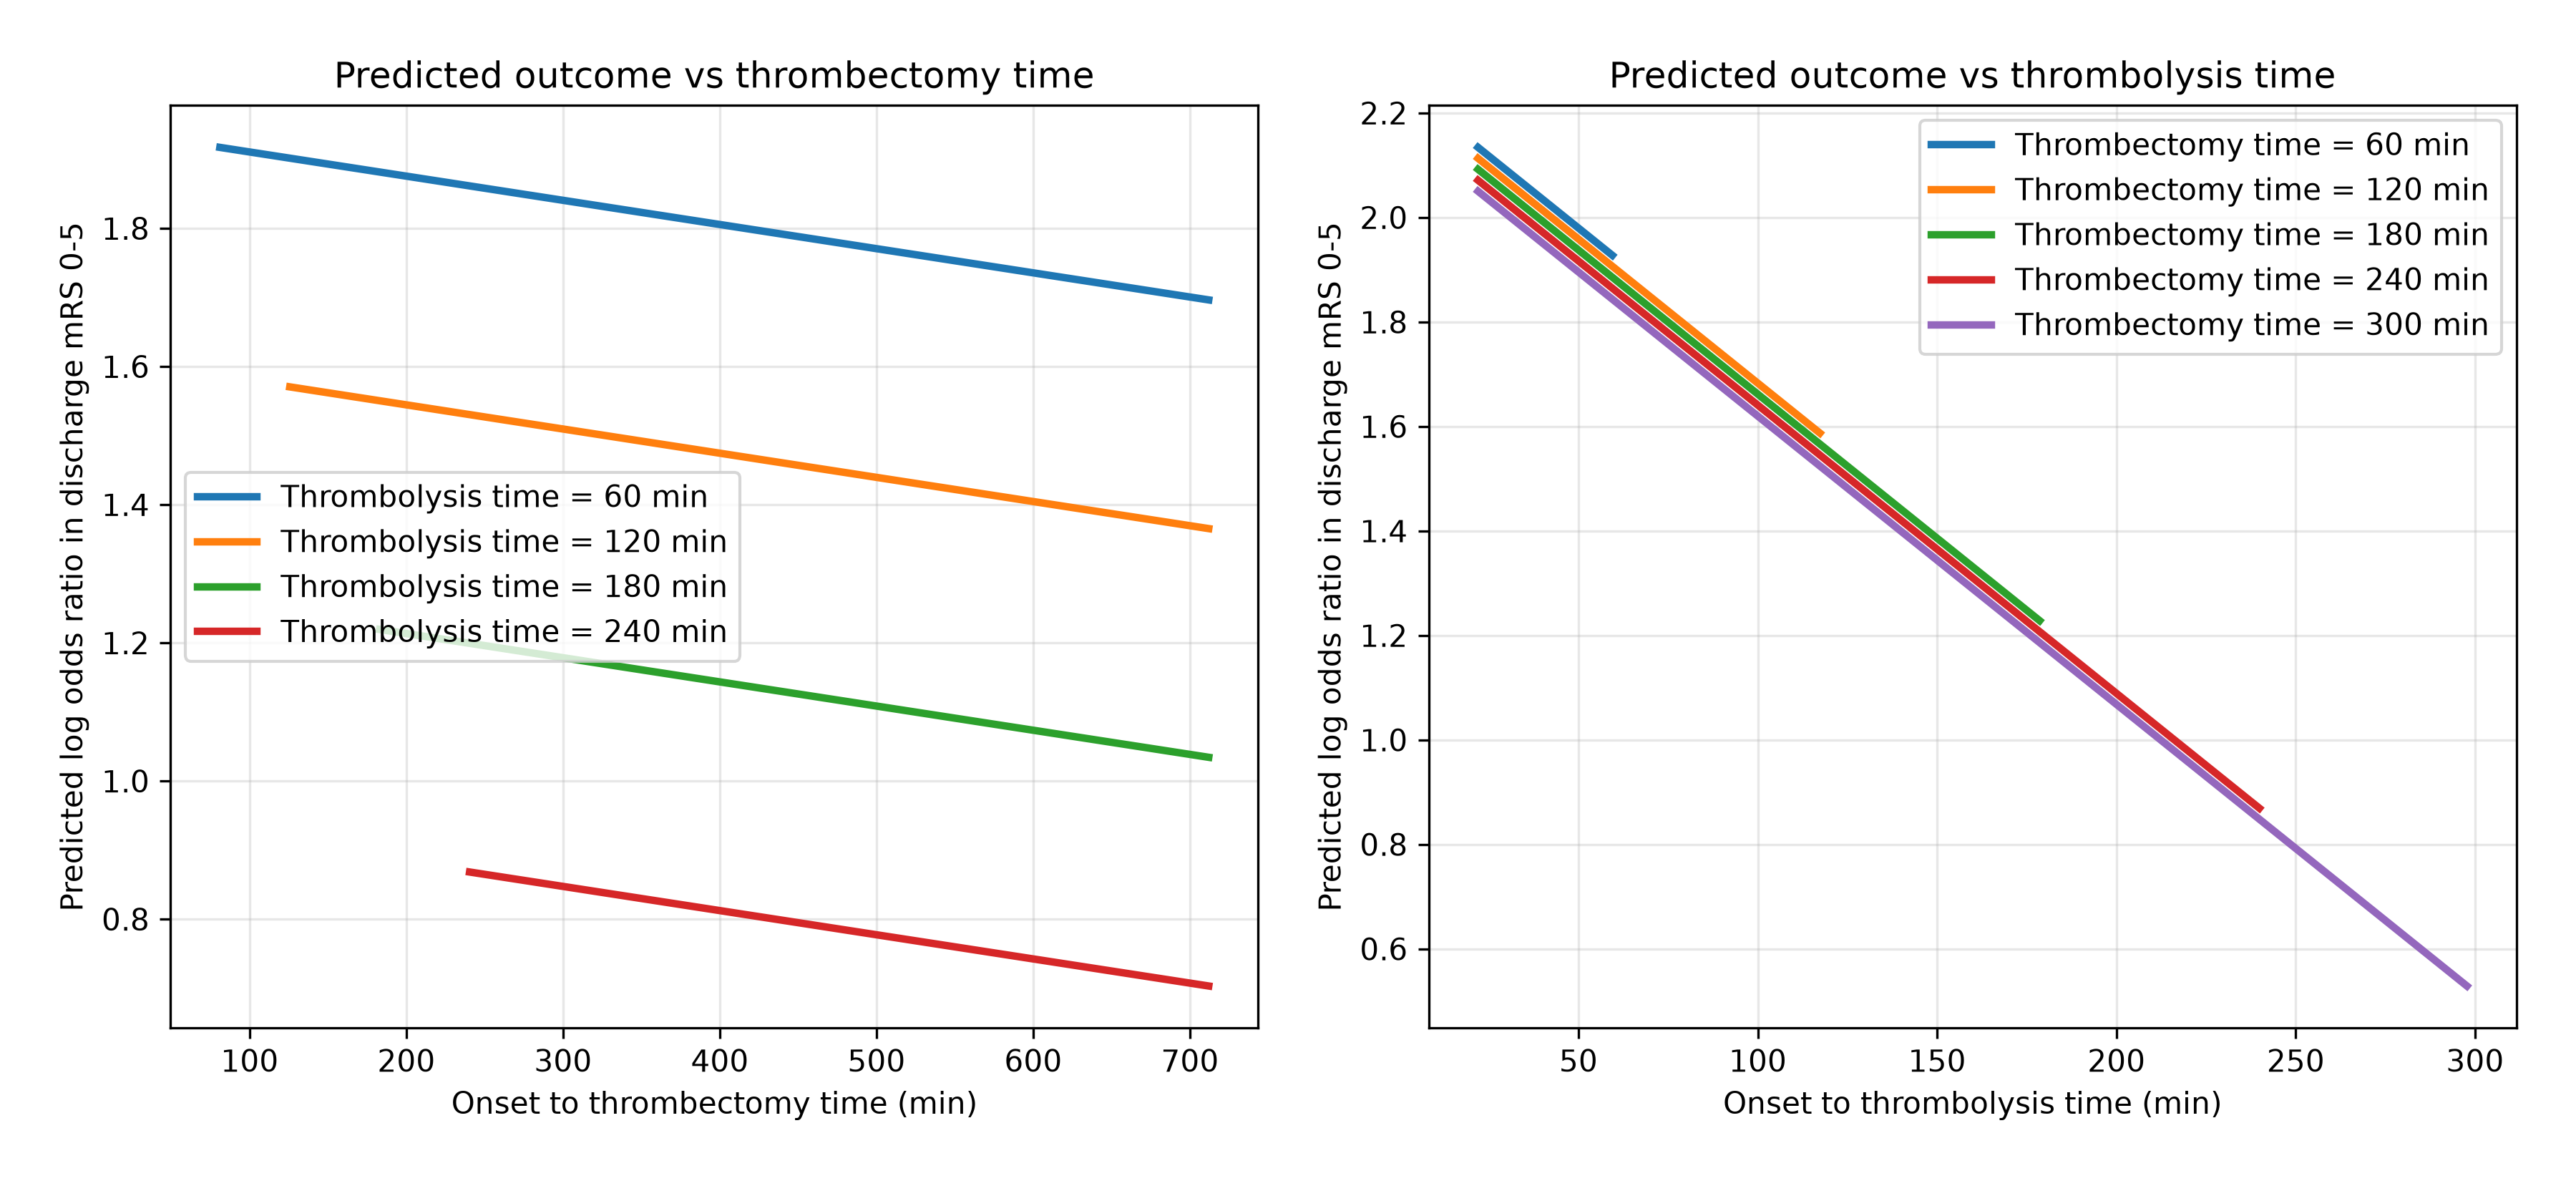 Predicted outcome vs thrombectomy time
Predicted log odds ratio in discharge mRS 0-5
1.8
1.6
1.4
1.2
1.0
0.8
Thrombolysis time = 60 min
Thrombolysis time = 120 min
Thrombolysis time = 180 min
Thrombolysis time = 240 min
100 200 300 400 500 600 700
Onset to thrombectomy time (min)
Predicted outcome vs thrombolysis time
Predicted log odds ratio in discharge mRS 0-5
2.2
2.0
1.8
1.6
1.4
1.2
1.0
0.8
0.6
Thrombectomy time = 60 min
Thrombectomy time = 120 min
Thrombectomy time = 180 min
Thrombectomy time = 240 min
Thrombectomy time = 300 min
50 100 150 200 250 300
Onset to thrombolysis time (min)